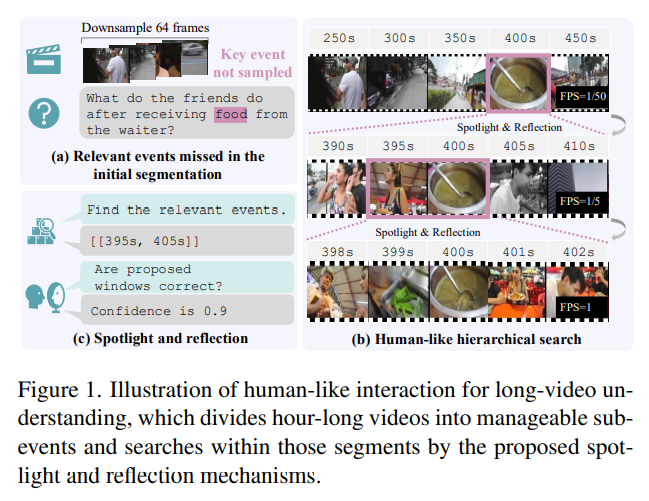 Downsample 64 frames
Key event
not sampled
What do the friends do
after receiving food from
the waiter?
(a) Relevant events missed in the
initial segmentation
Find the relevant events.
[[395s, 405s]]
Are proposed
windows correct?
Confidence is 0.9
(c) Spotlight and reflection
250s 300s 350s 400s 450s
FPS=1/50
Spotlight & Reflection
390s 395s 400s 405s 410s
FPS=1/5
Spotlight & Reflection
398s 399s 400s 401s 402s
FPS=1
(b) Human-like hierarchical search
Figure 1. Illustration of human-like interaction for long-video un-
derstanding, which divides hour-long videos into manageable sub-
events and searches within those segments by the proposed spot-
light and reflection mechanisms.